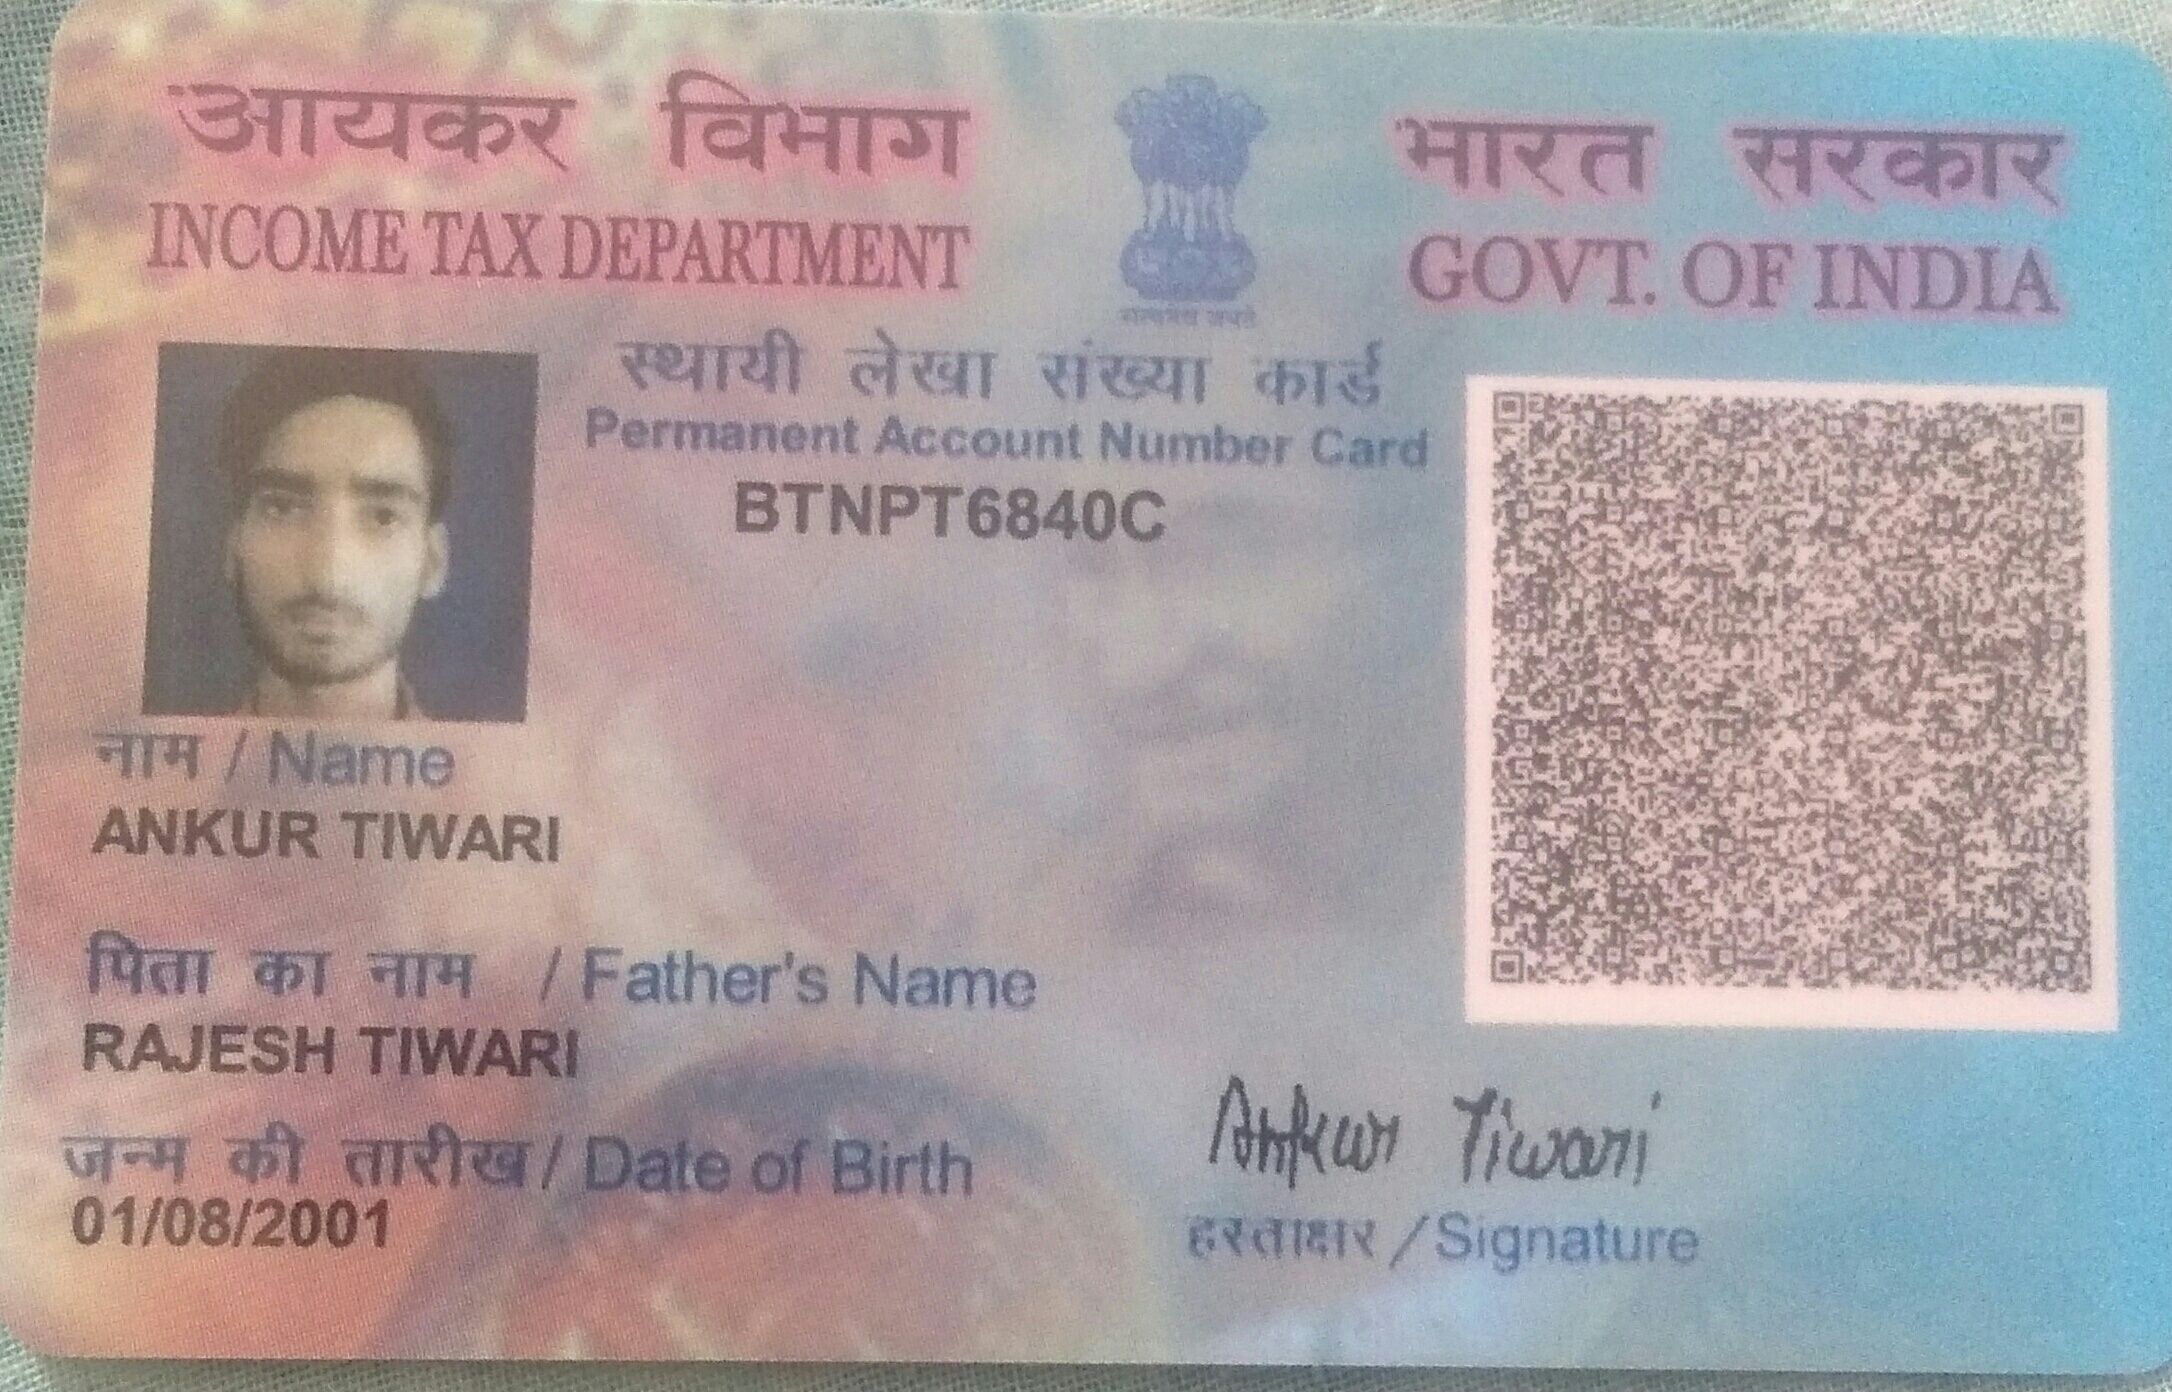 आयकर विभाग
INCOME TAX DEPARTMENT
भारत सरकार
GOVT. OF INDIA
सत्यमेव जयते
स्थायी लेखा संख्या कार्ड
Permanent Account Number Card
BTNPT6840C
नाम / Name
ANKUR TIWARI
पिता का नाम / Father's Name
RAJESH TIWARI
जन्म की तारीख / Date of Birth
01/08/2001
Ankur Tiwari
हस्ताक्षर / Signature